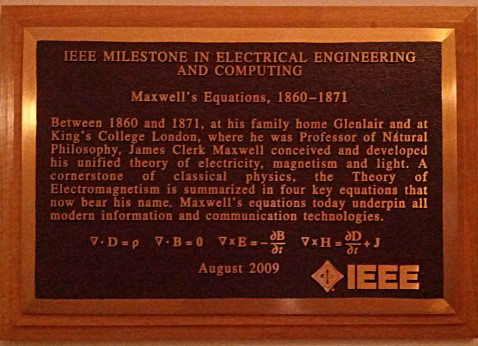 IEEE MILESTONE IN ELECTRICAL ENGINEERING
AND COMPUTING
Maxwell's Equations, 1860–1871
Between 1860 and 1871, at his family home Glenlair and at
King's College London, where he was Professor of Natural
Philosophy, James Clerk Maxwell conceived and developed
his unified theory of electricity, magnetism and light. A
cornerstone of classical physics, the Theory of
Electromagnetism is summarized in four key equations that
now bear his name. Maxwell's equations today underpin all
modern information and communication technologies.
∇·D=ρ ∇·B=0 ∇×E=−∂B/∂t ∇×H=∂D/∂t+J
August 2009 IEEE